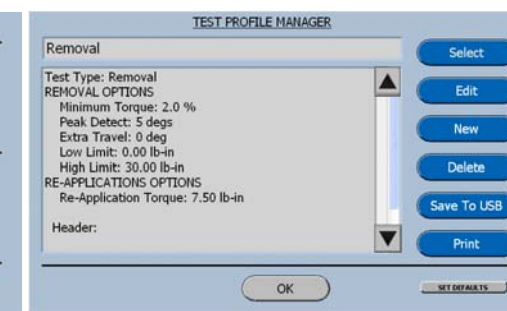 TEST PROFILE MANAGER
Removal
Test Type: Removal
REMOVAL OPTIONS
Minimum Torque: 2.0 %
Peak Detect: 5 degs
Extra Travel: 0 deg
Low Limit: 0.00 lb-in
High Limit: 30.00 lb-in
RE-APPLICATIONS OPTIONS
Re-Application Torque: 7.50 lb-in
Header:
Select
Edit
New
Delete
Save To USB
Print
OK
SET DEFAULTS